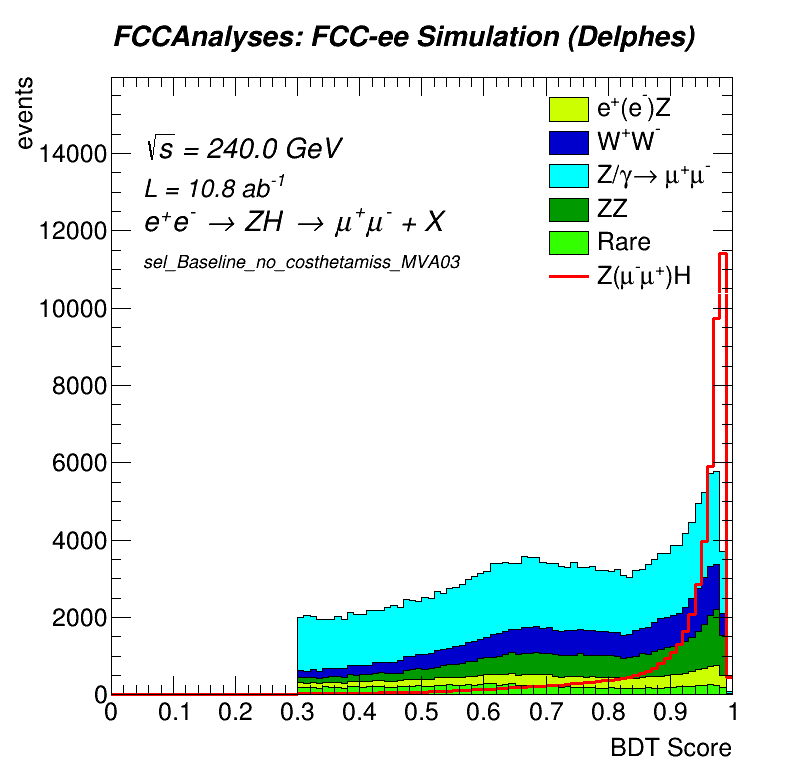 FCCAnalyses: FCC-ee Simulation (Delphes)
events
√s = 240.0 GeV
L = 10.8 ab⁻¹
e⁺e⁻ → ZH → μ⁺μ⁻ + X
sel_Baseline_no_costhetamiss_MVA03
e⁺(e⁻)Z
W⁺W⁻
Z/γ→ μ⁺μ⁻
ZZ
Rare
Z(μ⁻μ⁺)H
14000
12000
10000
8000
6000
4000
2000
0
0 0.1 0.2 0.3 0.4 0.5 0.6 0.7 0.8 0.9 1
BDT Score